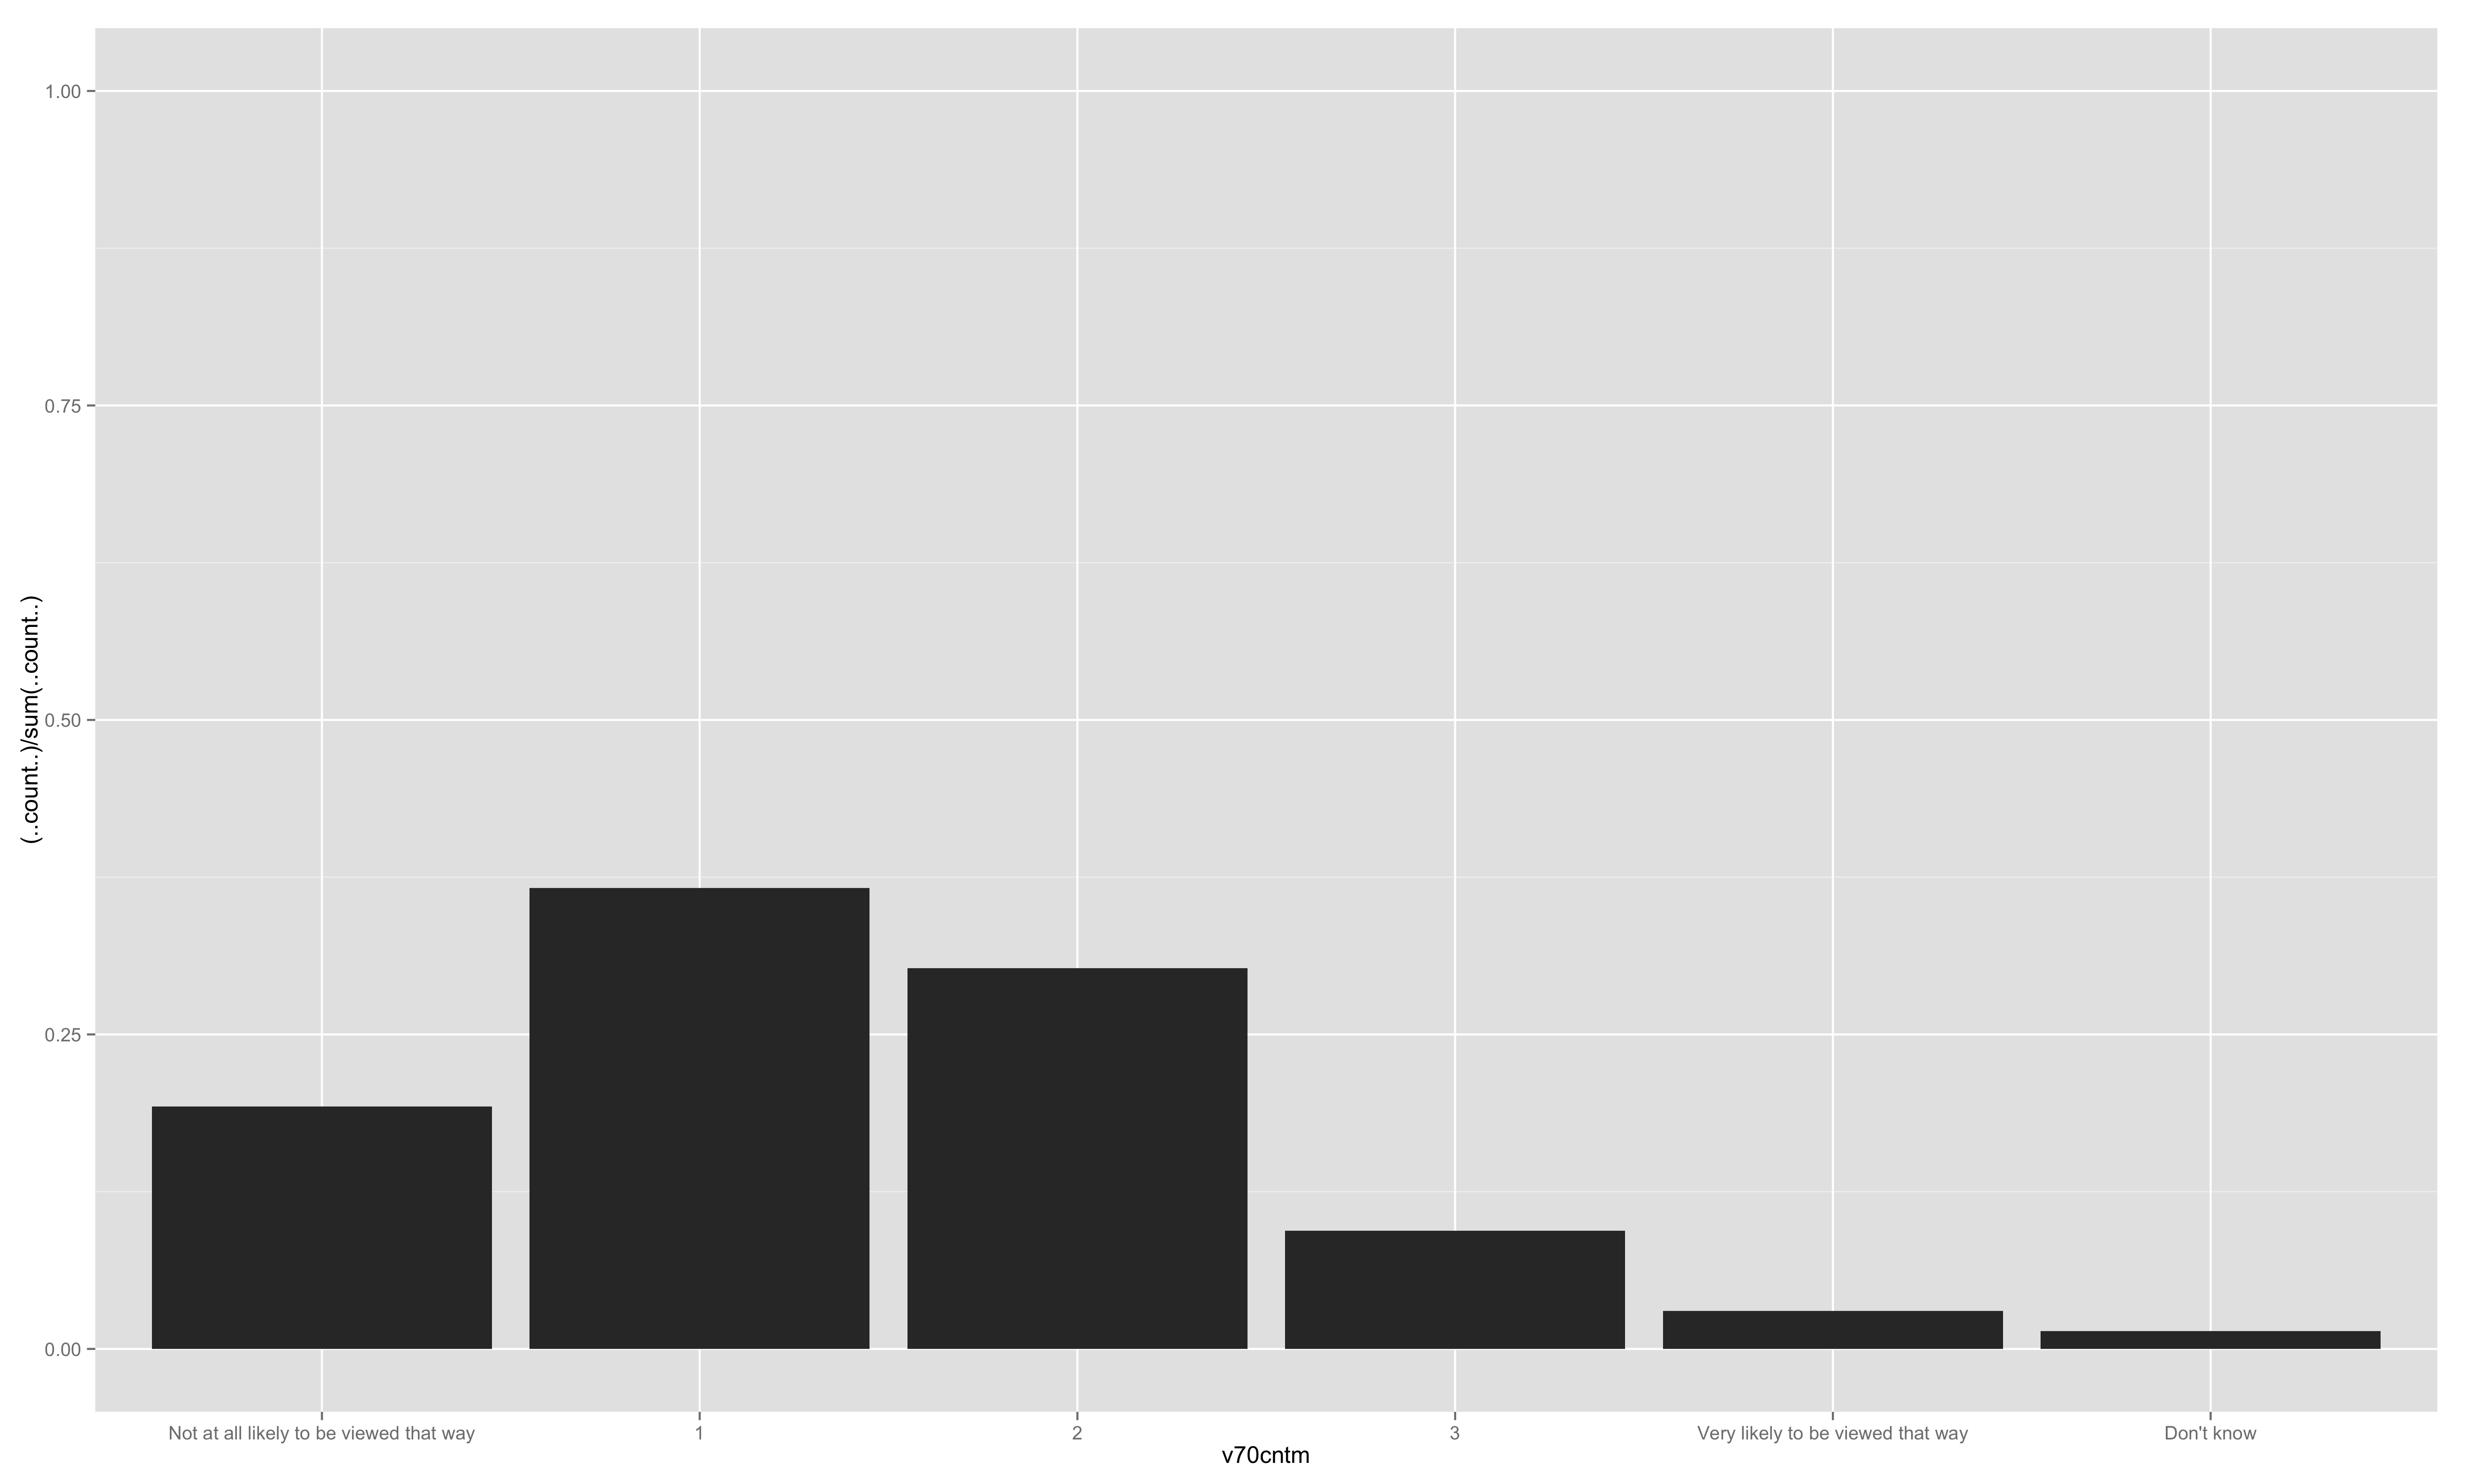 1.00
0.75
0.50
0.25
0.00
(..count..)/sum(..count..)
Not at all likely to be viewed that way
1
2
3
Very likely to be viewed that way
Don't know
v70cntm